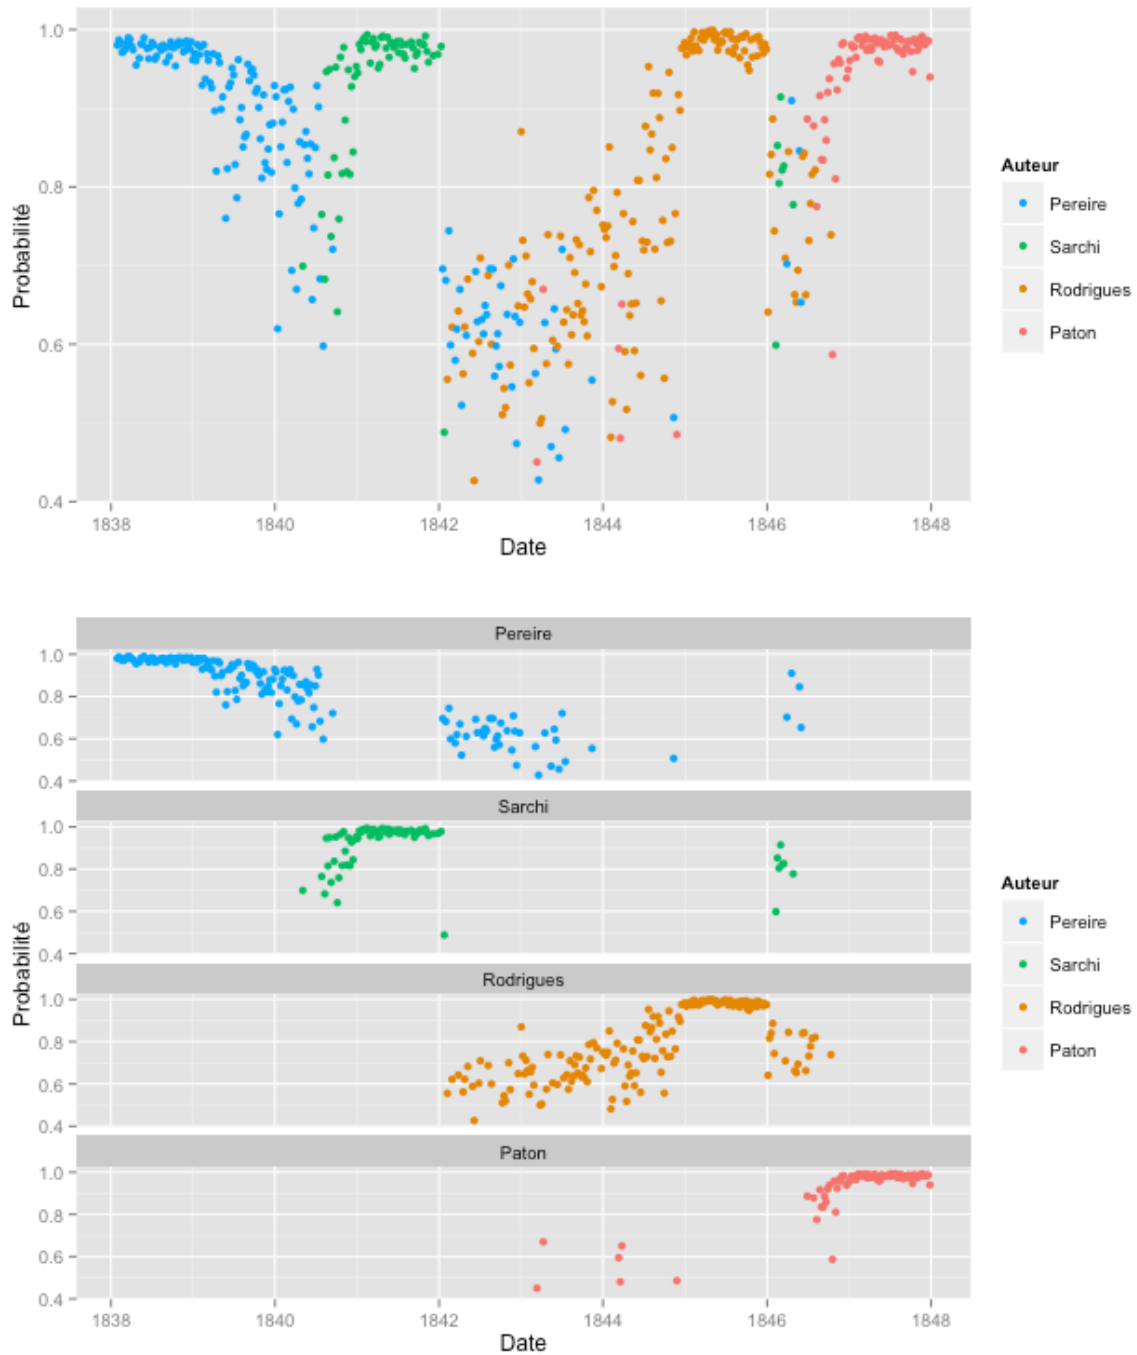 1.0
0.8
0.6
0.4
Probabilité
1838
1840
1842
1844
1846
1848
Date
Auteur
Pereire
Sarchi
Rodrigues
Paton
Pereire
1.0
0.8
0.6
0.4
Sarchi
1.0
0.8
0.6
0.4
Rodrigues
1.0
0.8
0.6
0.4
Paton
1.0
0.8
0.6
0.4
Probabilité
1838
1840
1842
1844
1846
1848
Date
Auteur
Pereire
Sarchi
Rodrigues
Paton